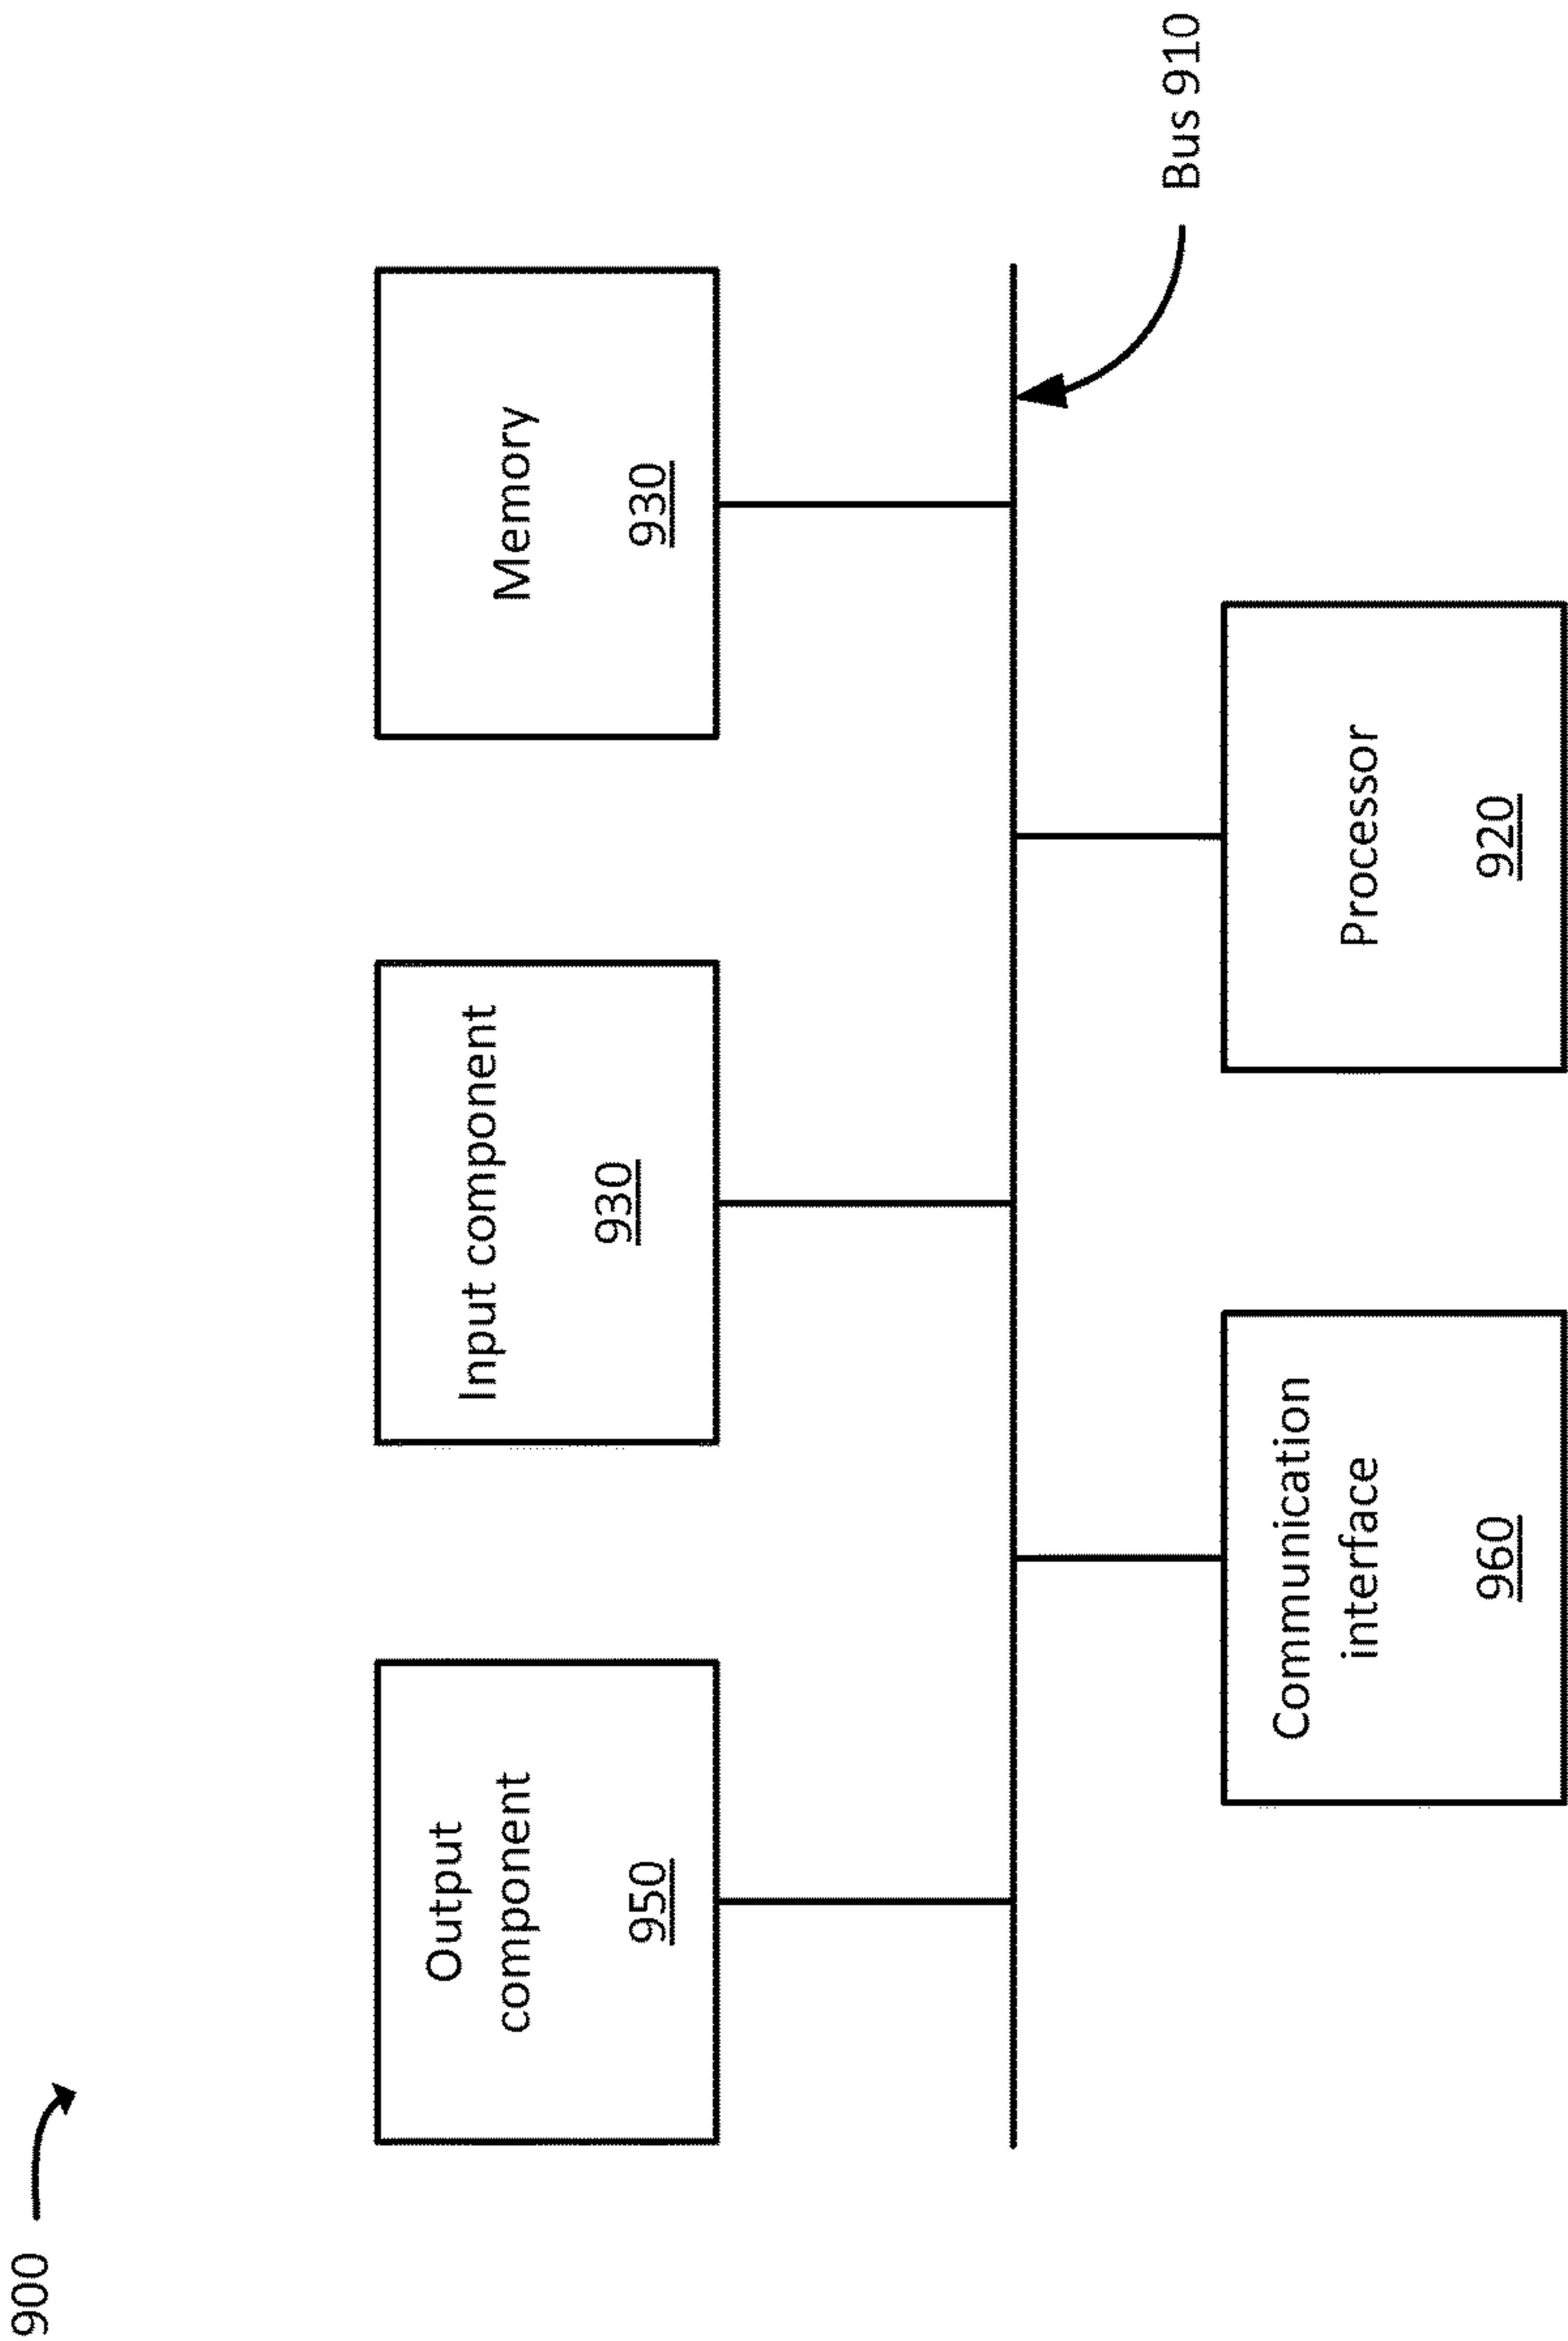 900
Output
component
950
Input component
930
Memory
930
Communication
interface
960
Processor
920
Bus 910